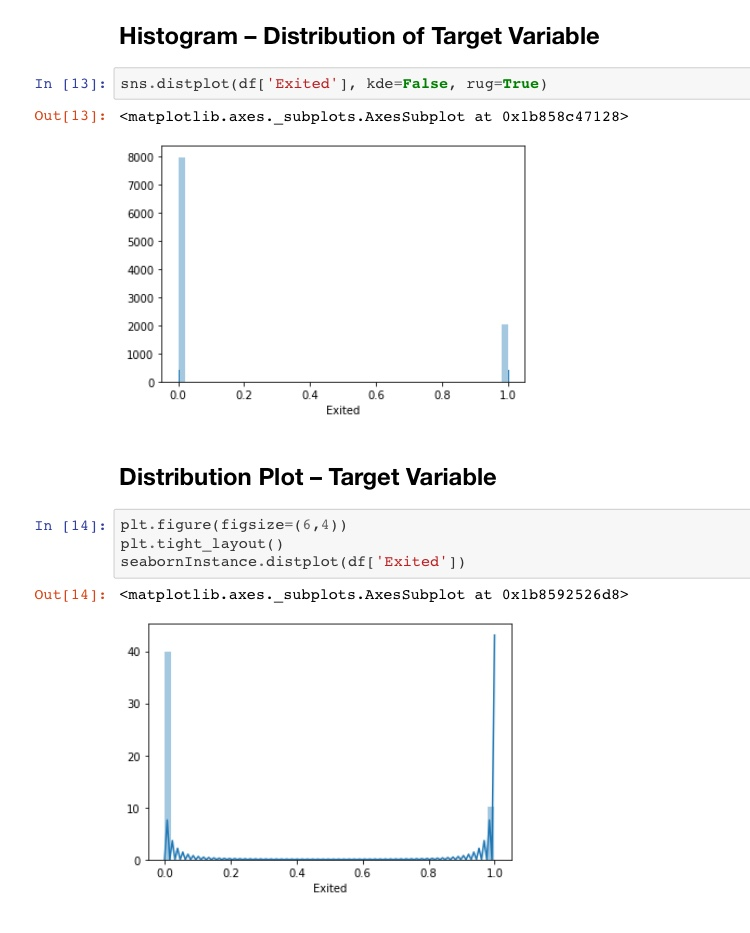 Histogram – Distribution of Target Variable
In [13]: sns.distplot(df['Exited'], kde=False, rug=True)
Out[13]: <matplotlib.axes._subplots.AxesSubplot at 0x1b858c47128>
8000
7000
6000
5000
4000
3000
2000
1000
0
0.0 0.2 0.4 0.6 0.8 1.0
Exited
Distribution Plot – Target Variable
In [14]: plt.figure(figsize=(6,4))
plt.tight_layout()
seabornInstance.distplot(df['Exited'])
Out[14]: <matplotlib.axes._subplots.AxesSubplot at 0x1b8592526d8>
40
30
20
10
0
0.0 0.2 0.4 0.6 0.8 1.0
Exited